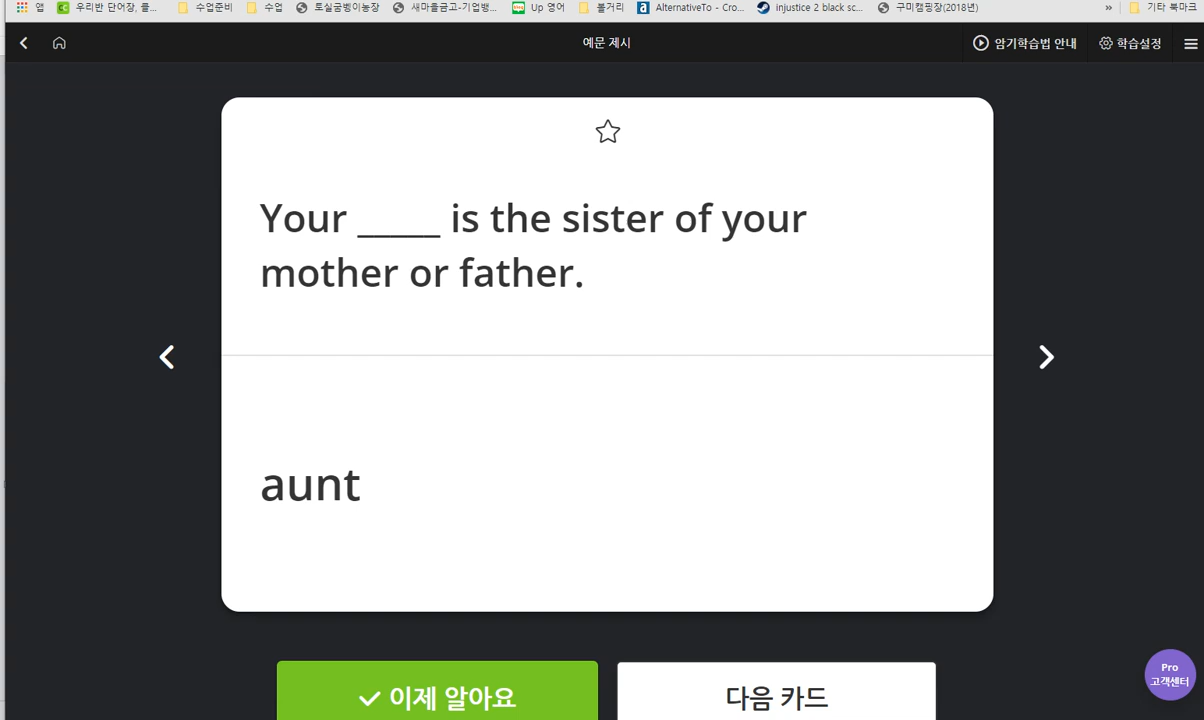 앱 우리반 단어장, 클... 수업준비 수업 토실굼벵이농장 새마을금고-기업뱅... Up 영어 볼거리 AlternativeTo - Cro... injustice 2 black sc... 구미캠핑장(2018년) » 기타 북마크
예문 제시 암기학습법 안내 학습설정
Your _____ is the sister of your
mother or father.
aunt
이제 알아요 다음 카드
Pro
고객센터